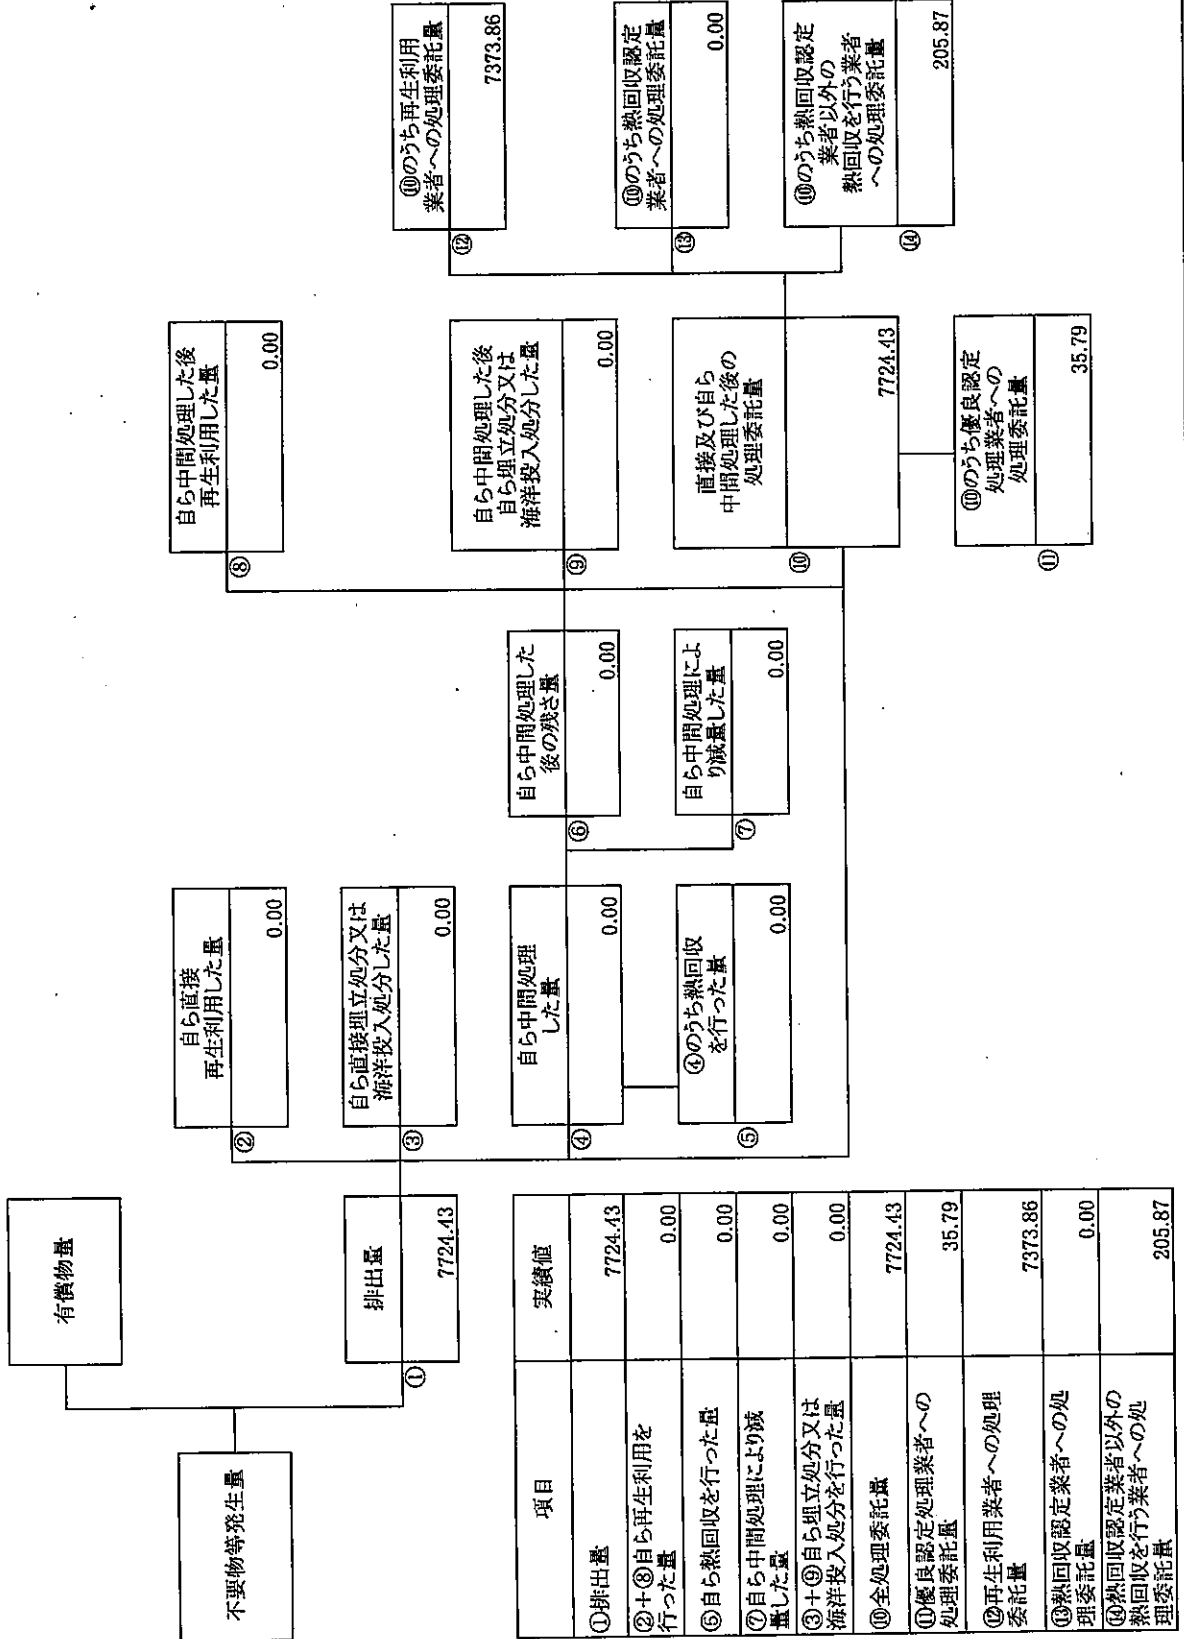 不要物等発生量
有償物量
排出量
①
7724.43
自ら直接
再生利用した量
②
0.00
自ら直接埋立処分又は
海洋投入処分した量
③
0.00
自ら中間処理
した量
④
0.00
④のうち熱回収
を行った量
⑤
0.00
自ら中間処理した
後の残さ量
⑥
0.00
自ら中間処理によ
り減量した量
⑦
0.00
自ら中間処理した後
再生利用した量
⑧
0.00
自ら中間処理した後
自ら埋立処分又は
海洋投入処分した量
⑨
0.00
直接及び自ら
中間処理した後の
処理委託量
⑩
7724.43
⑩のうち優良認定
処理業者への
処理委託量
⑪
35.79
⑩のうち再生利用
業者への処理委託量
⑫
7373.86
⑩のうち熱回収認定
業者への処理委託量
⑬
0.00
⑩のうち熱回収認定
業者以外の
熱回収を行う業者
への処理委託量
⑭
205.87
項目 実績値
①排出量 7724.43
②+⑧自ら再生利用を
行った量 0.00
⑤自ら熱回収を行った量 0.00
⑦自ら中間処理により減
量した量 0.00
③+⑨自ら埋立処分又は
海洋投入処分を行った量 0.00
⑩全処理委託量 7724.43
⑪優良認定処理業者への
処理委託量 35.79
⑫再生利用業者への処理
委託量 7373.86
⑬熱回収認定業者への処
理委託量 0.00
⑭熱回収認定業者以外の
熱回収を行う業者への処
理委託量 205.87